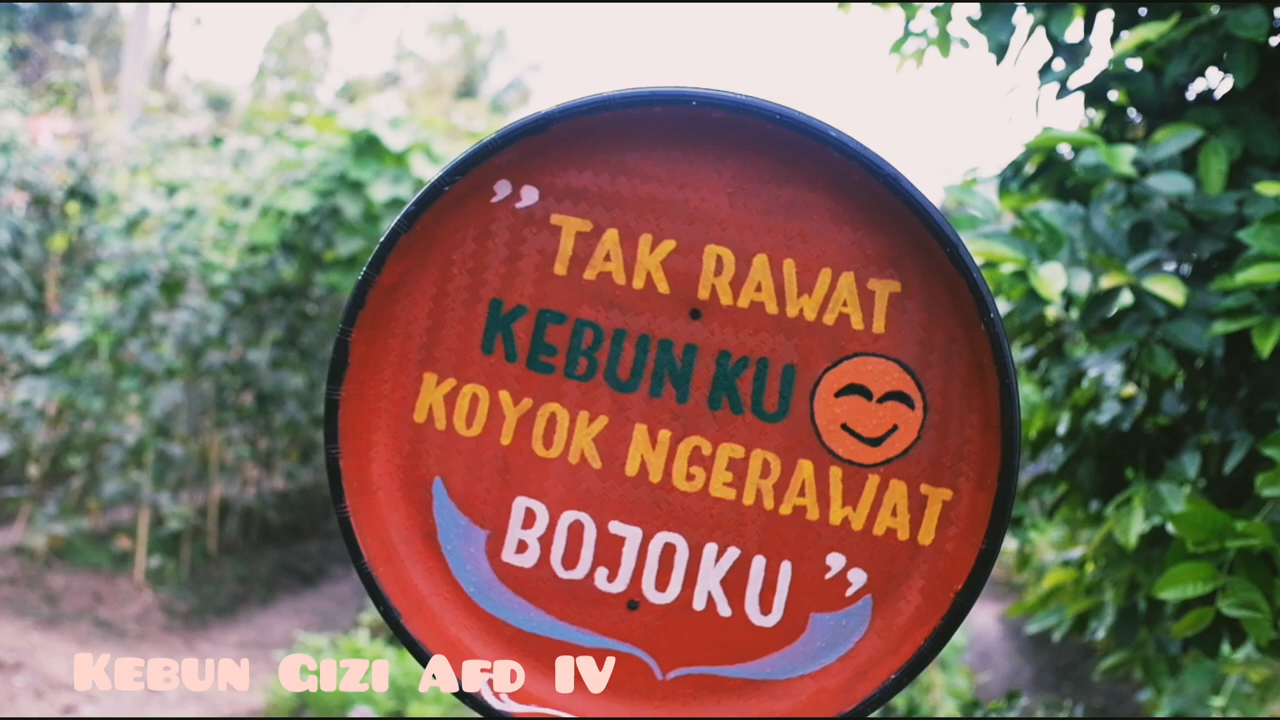 ” TAK RAWAT
KEBUN KU
KOYOK NGERAWAT
BOJOKU ”
KEBUN GIZI AFD IV